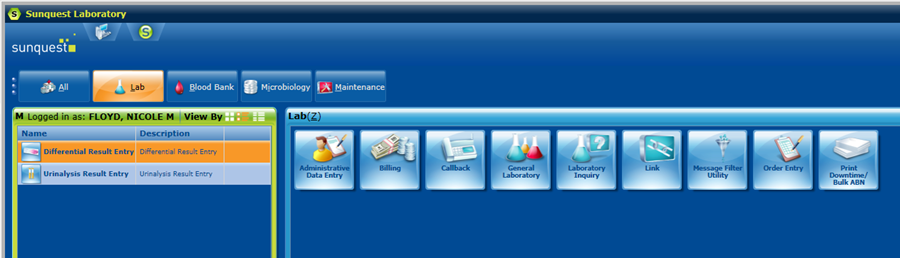 Sunquest Laboratory
sunquest
All
Lab
Blood Bank
Microbiology
Maintenance
M Logged in as: FLOYD, NICOLE M View By
Name Description
Differential Result Entry Differential Result Entry
Urinalysis Result Entry Urinalysis Result Entry
Lab(Z)
Administrative
Data Entry
Billing
Callback
General
Laboratory
Laboratory
Inquiry
Link
Message Filter
Utility
Order Entry
Print
Downtime/
Bulk ABN